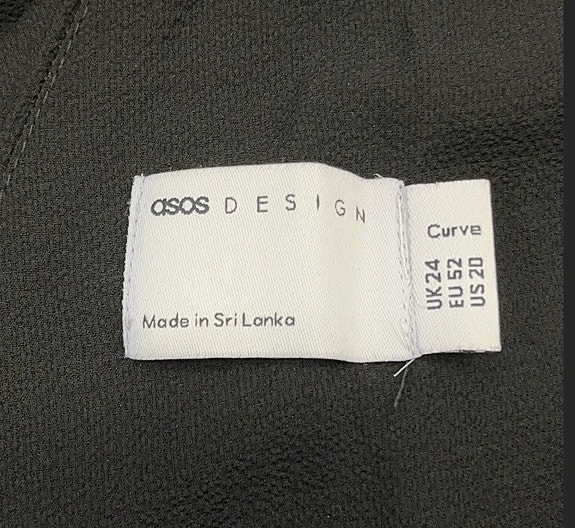 asos DESIGN
Made in Sri Lanka
Curve
UK 24
EU 52
US 20